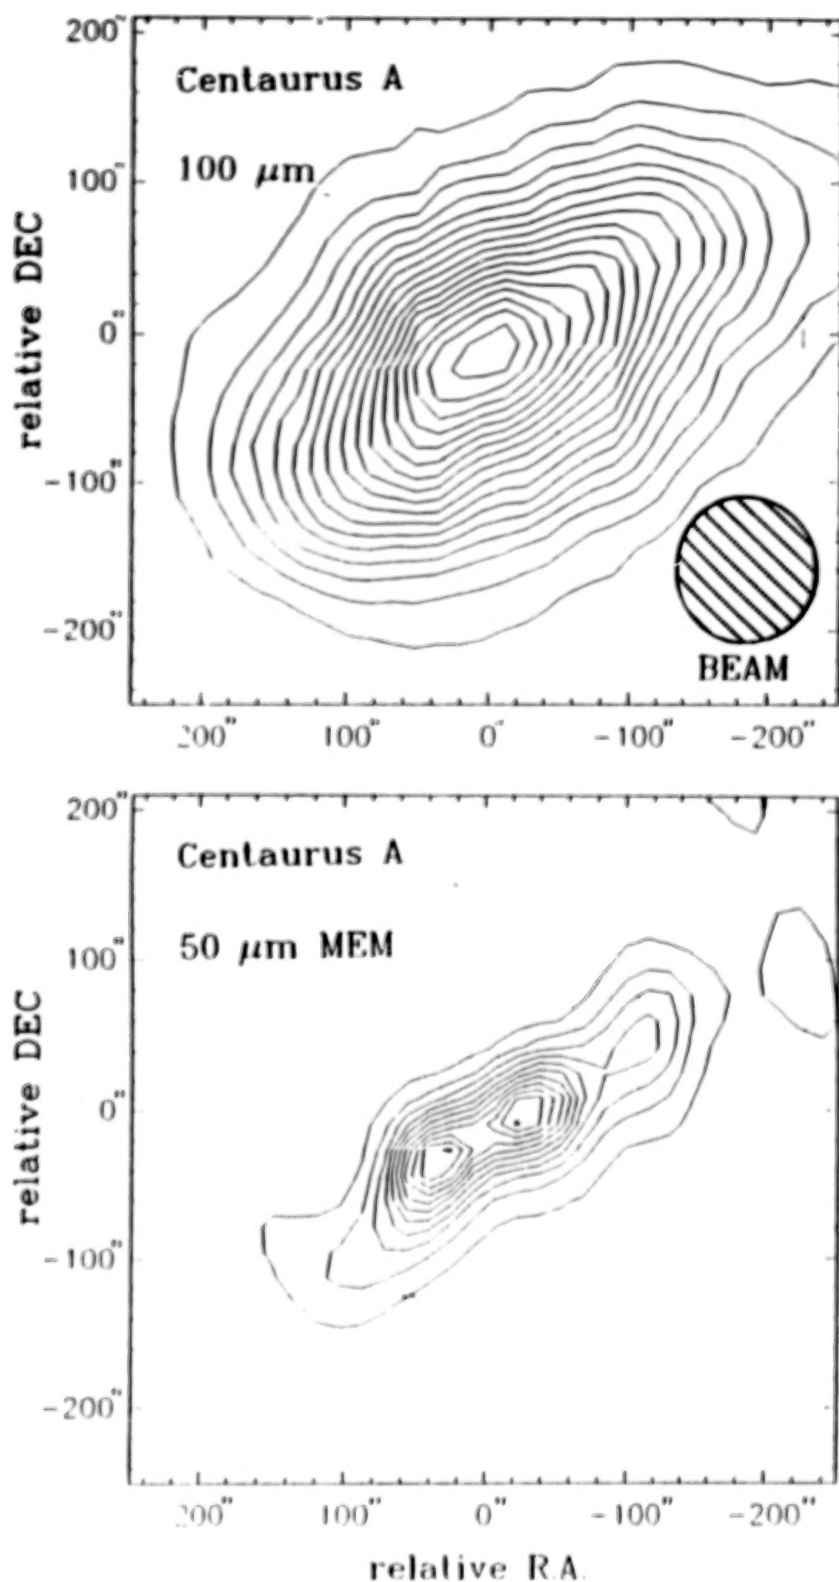 200"
Centaurus A
100 μm
100"
0"
-100"
-200"
relative DEC
BEAM
200" 100" 0" -100" -200"
200"
Centaurus A
50 μm MEM
100"
0"
-100"
-200"
relative DEC
200" 100" 0" -100" -200"
relative R.A.